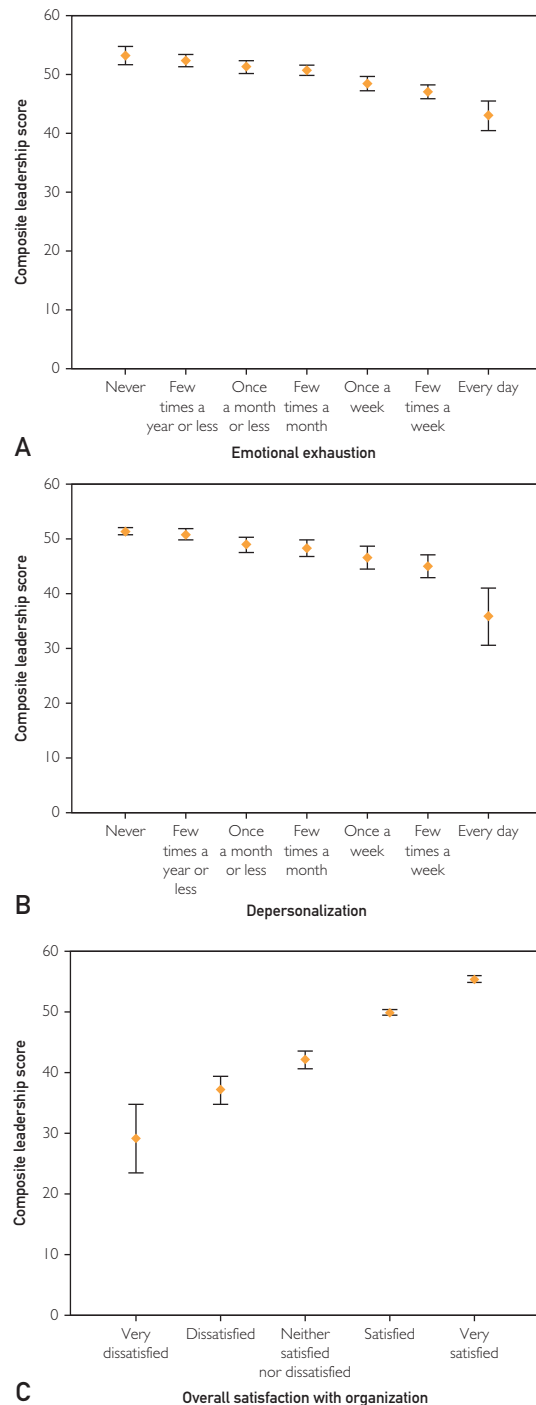 60
50
40
30
20
10
0
Composite leadership score
Never
Few
times a
year or less
Once
a month
or less
Few
times a
month
Once a
week
Few
times a
week
Every day
A
Emotional exhaustion
60
50
40
30
20
10
0
Composite leadership score
Never
Few
times a
year or
less
Once
a month
or less
Few
times a
month
Once a
week
Few
times a
week
Every day
B
Depersonalization
60
50
40
30
20
10
0
Composite leadership score
Very
dissatisfied
Dissatisfied
Neither
satisfied
nor dissatisfied
Satisfied
Very
satisfied
C
Overall satisfaction with organization